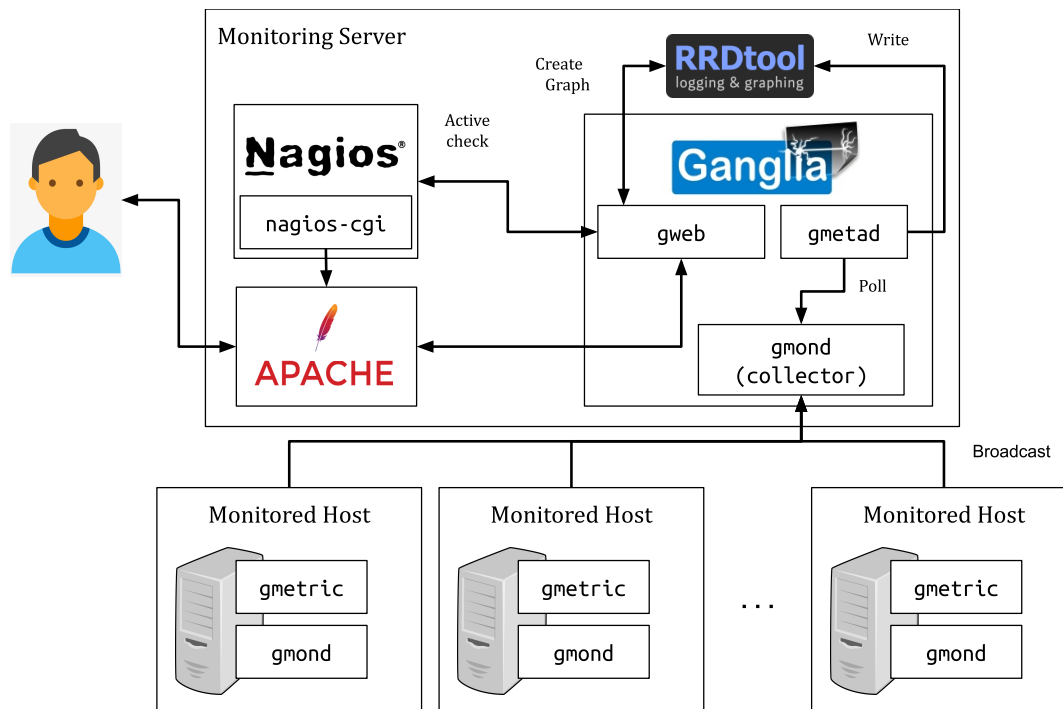 Monitoring Server
RRDtool
logging & graphing
Write
Create
Graph
Active
check
Nagios®
nagios-cgi
Ganglia
gweb
gmetad
Poll
gmond
(collector)
APACHE
Broadcast
Monitored Host
gmetric
gmond
Monitored Host
gmetric
gmond
...
Monitored Host
gmetric
gmond